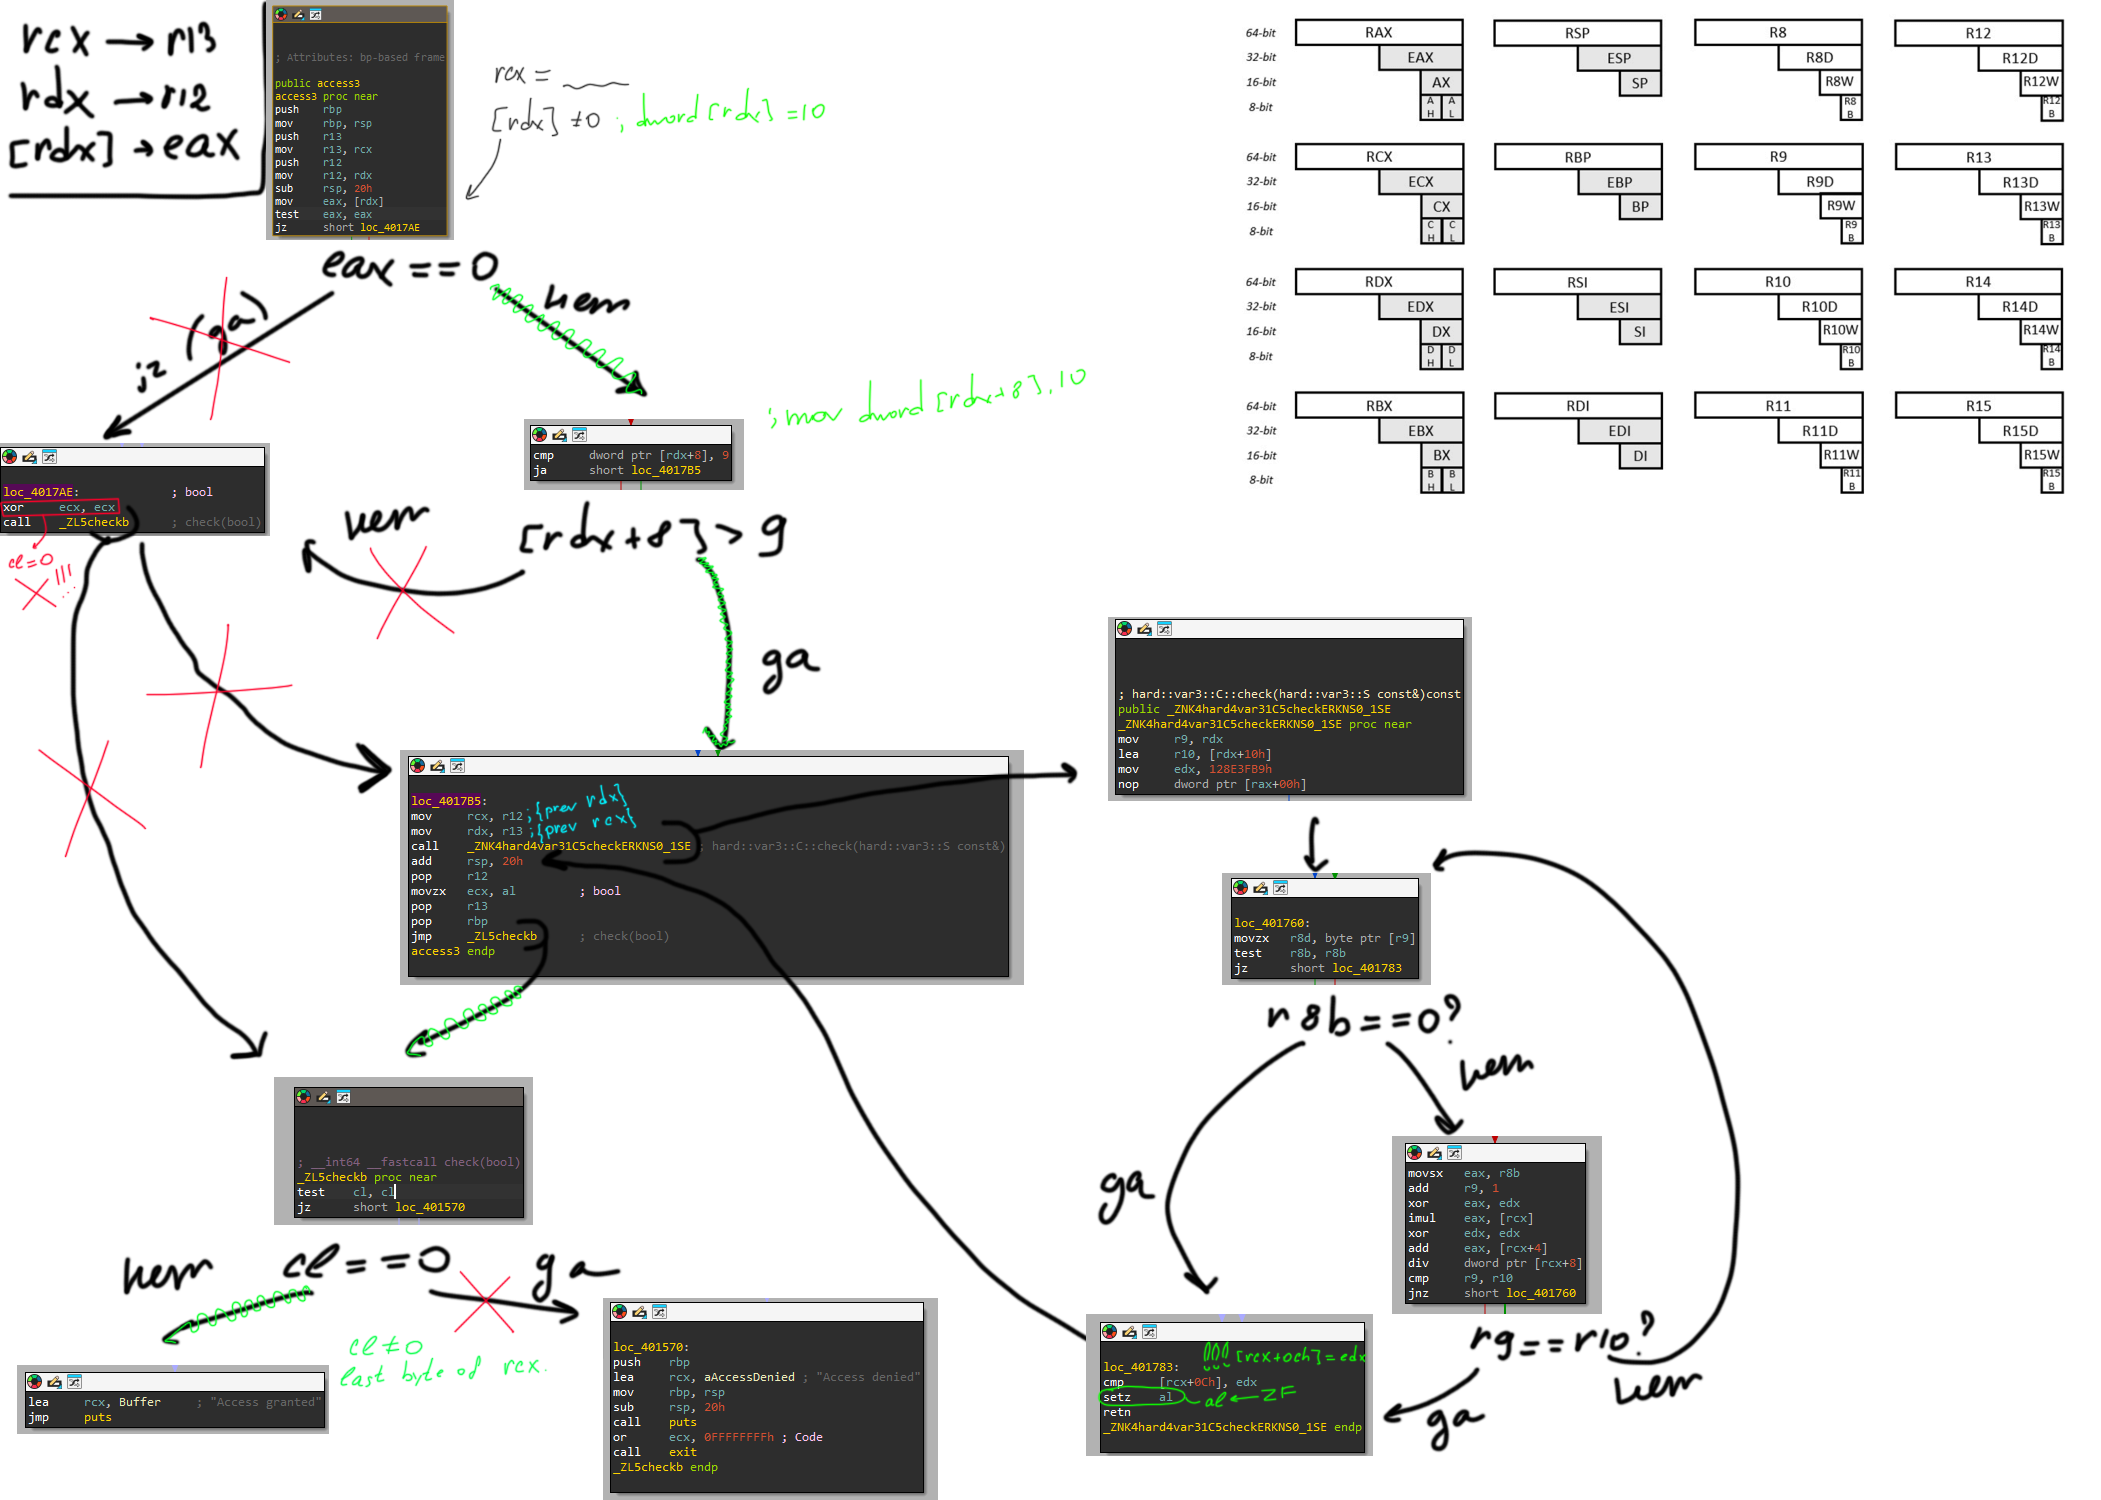 rcx → r13
rdx → r12
[rdx] → eax
; Attributes: bp-based frame
public access3
access3 proc near
push rbp
mov rbp, rsp
push r13
mov r13, rcx
push r12
mov r12, rdx
sub rsp, 20h
mov eax, [rdx]
test eax, eax
jz short loc_4017AE
rcx =
[rdx] ≠0 ; dword [rdx] = 10
eax == 0
jz (да)
нет
; mov dword [rdx+8], 10
cmp dword ptr [rdx+8], 9
ja short loc_4017B5
loc_4017AE: ; bool
xor ecx, ecx
call _ZL5checkb ; check(bool)
cl=0
!!!
нет
[rdx+8] > 9
да
loc_4017B5:
mov rcx, r12 ;{prev rdx}
mov rdx, r13 ;{prev rcx}
call _ZNK4hard4var31C5checkERKNS0_1SE ; hard::var3::C::check(hard::var3::S const&)
add rsp, 20h
pop r12
movzx ecx, al ; bool
pop r13
pop rbp
jmp _ZL5checkb ; check(bool)
access3 endp
; hard::var3::C::check(hard::var3::S const&)const
public _ZNK4hard4var31C5checkERKNS0_1SE
_ZNK4hard4var31C5checkERKNS0_1SE proc near
mov r9, rdx
lea r10, [rdx+10h]
mov edx, 128E3FB9h
nop dword ptr [rax+00h]
loc_401760:
movzx r8d, byte ptr [r9]
test r8b, r8b
jz short loc_401783
r8b == 0?
нет
да
movsx eax, r8b
add r9, 1
xor eax, edx
imul eax, [rcx]
xor edx, edx
add eax, [rcx+4]
div dword ptr [rcx+8]
cmp r9, r10
jnz short loc_401760
r9 == r10?
да
нет
loc_401783: !!! [rcx+0ch] = edx
cmp [rcx+0Ch], edx
setz al al ← ZF
retn
_ZNK4hard4var31C5checkERKNS0_1SE endp
; __int64 __fastcall check(bool)
_ZL5checkb proc near
test cl, cl
jz short loc_401570
нет
cl == 0
да
cl ≠ 0
last byte of rcx.
lea rcx, Buffer ; "Access granted"
jmp puts
loc_401570:
push rbp
lea rcx, aAccessDenied ; "Access denied"
mov rbp, rsp
sub rsp, 20h
call puts
or ecx, 0FFFFFFFFh ; Code
call exit
_ZL5checkb endp
64-bit RAX RSP R8 R12
32-bit EAX ESP R8D R12D
16-bit AX SP R8W R12W
8-bit AH AL R8B R12B
64-bit RCX RBP R9 R13
32-bit ECX EBP R9D R13D
16-bit CX BP R9W R13W
8-bit CH CL R9B R13B
64-bit RDX RSI R10 R14
32-bit EDX ESI R10D R14D
16-bit DX SI R10W R14W
8-bit DH DL R10B R14B
64-bit RBX RDI R11 R15
32-bit EBX EDI R11D R15D
16-bit BX DI R11W R15W
8-bit BH BL R11B R15B